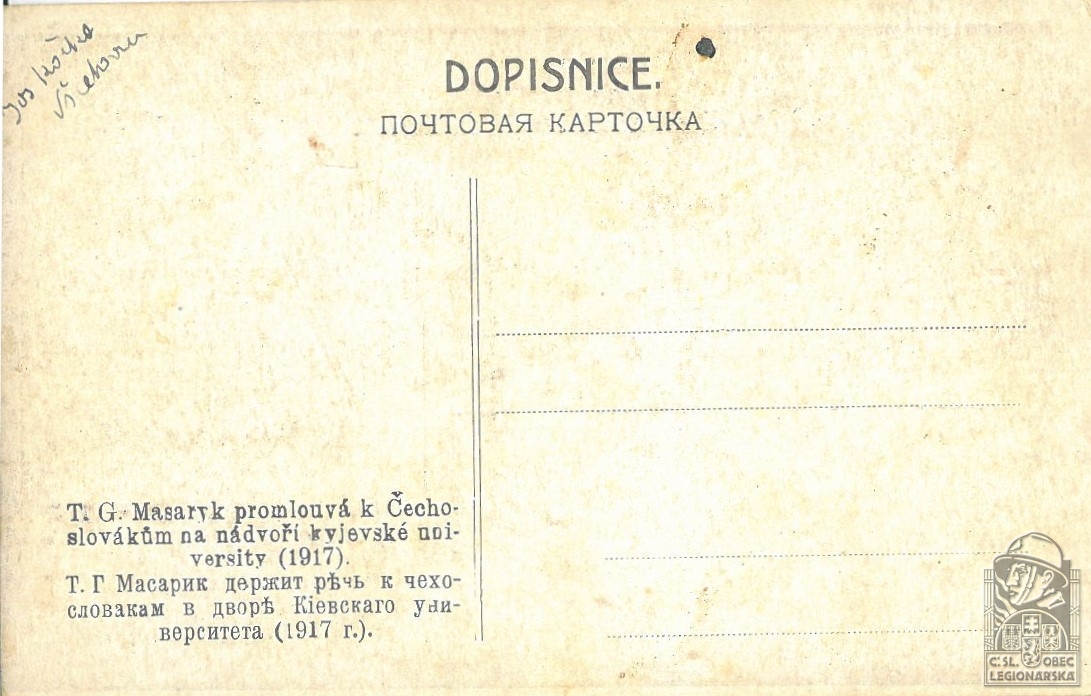 DOPISNICE.
ПОЧТОВАЯ КАРТОЧКА
T. G. Masaryk promlouvá k Čecho-
slovákům na nádvoří kyjevské uni-
versity (1917).
Т. Г Масарик держит рѣчь к чехо-
словакам в дворѣ Кіевскаго уни-
верситета (1917 г.).
Č. SL. OBEC
LEGIONÁŘSKÁ